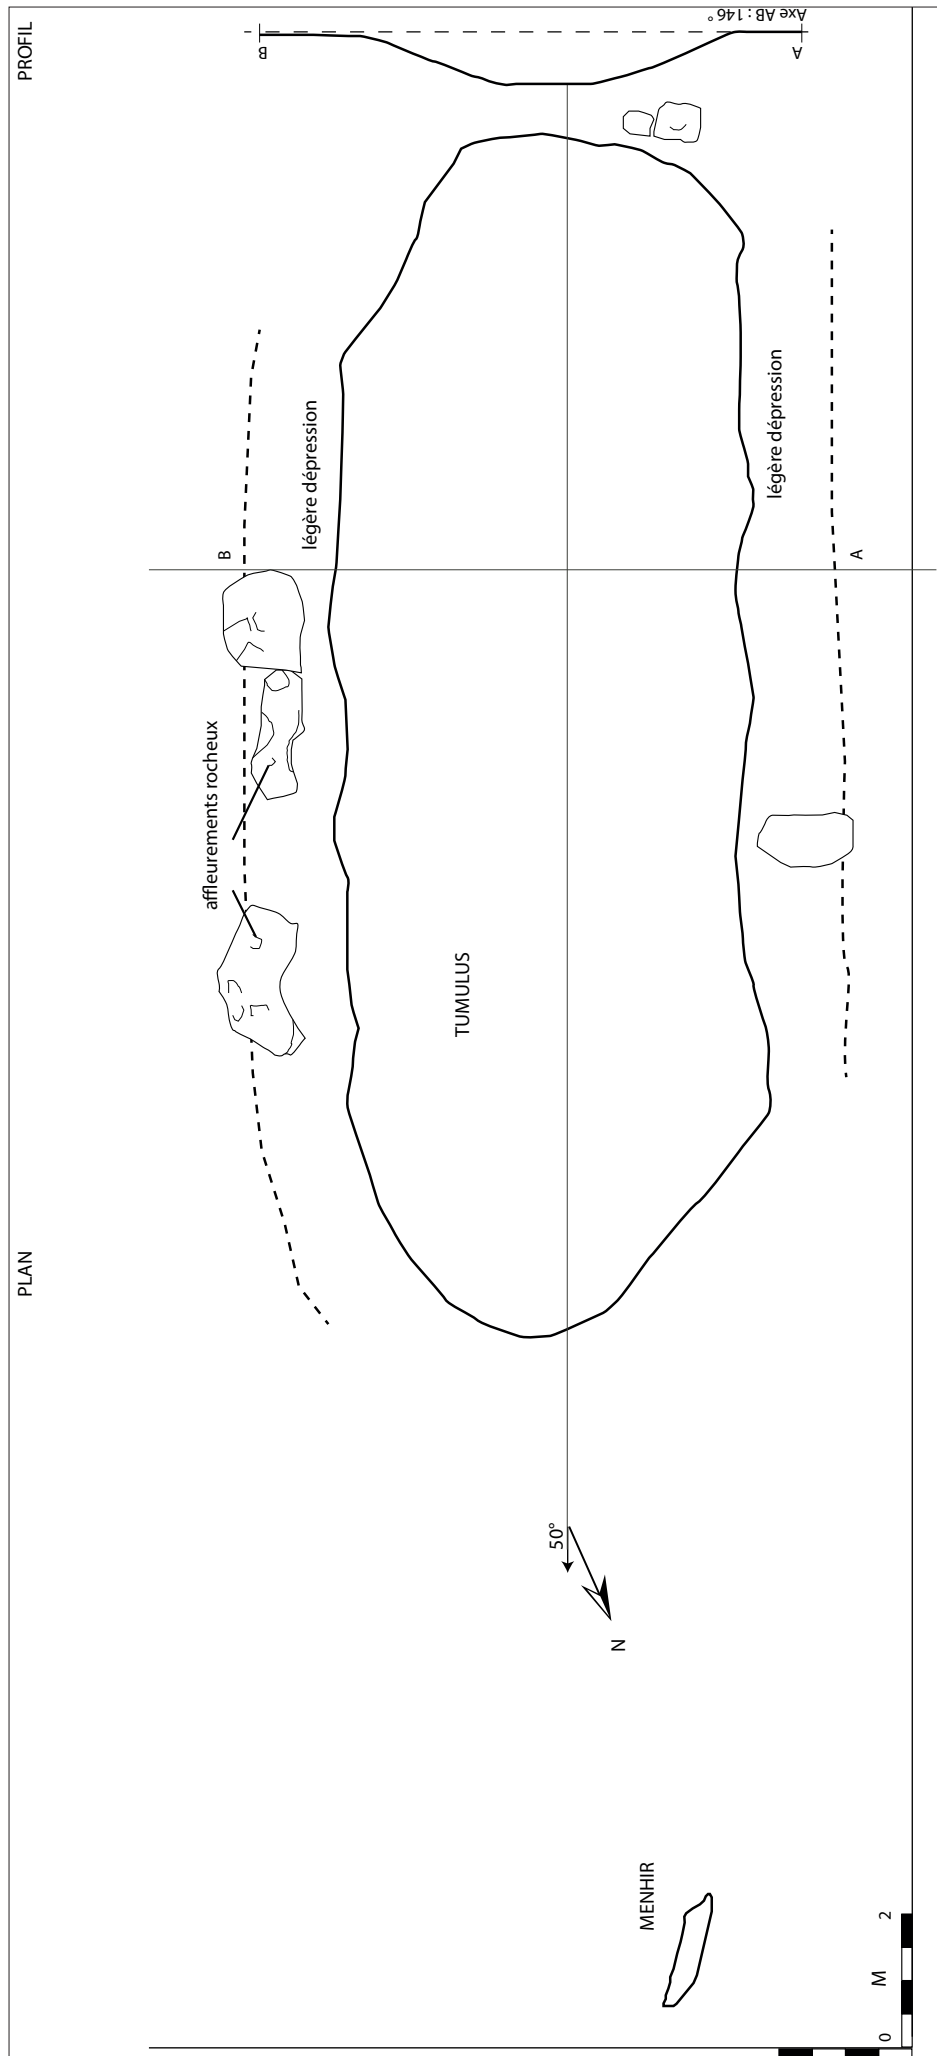 PLAN
PROFIL
Axe AB : 146°
B
A
légère dépression
B
affleurements rocheux
TUMULUS
légère dépression
A
50°
N
MENHIR
0
M
2